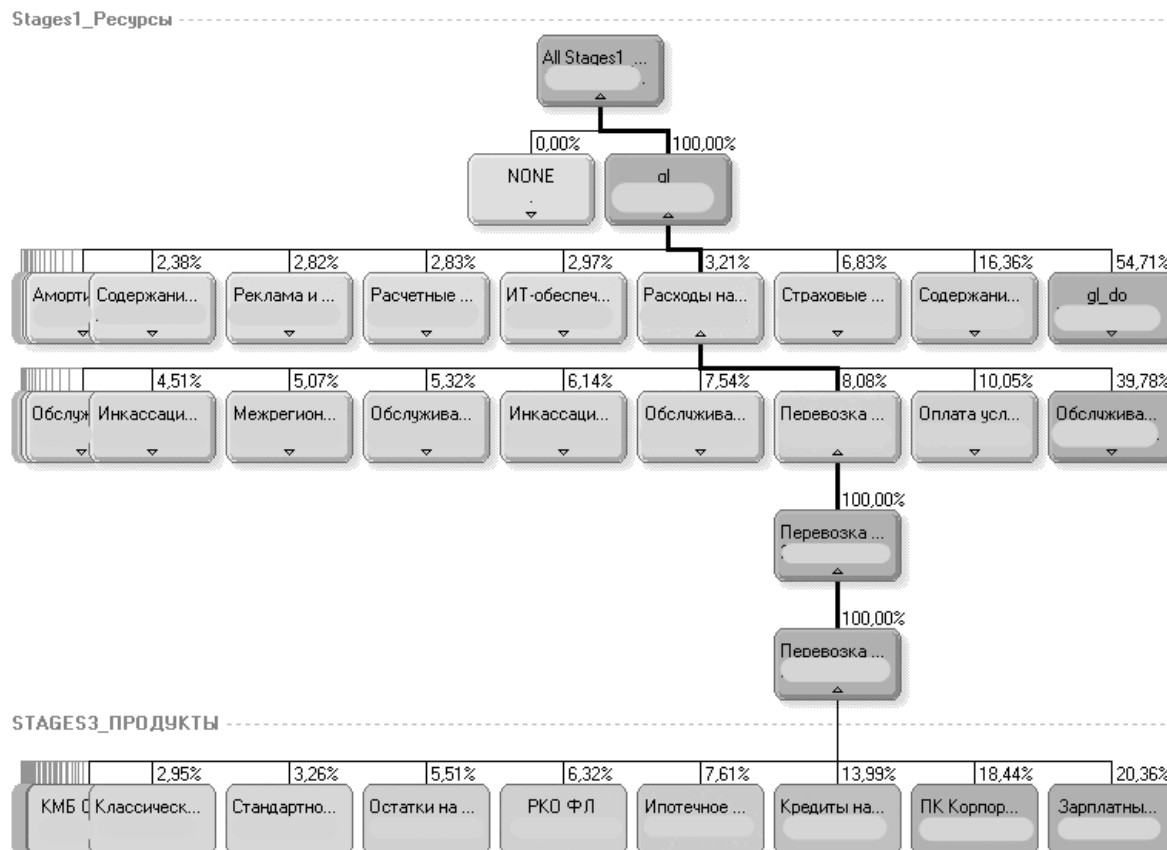 Stages1_Ресурсы
All Stages1_...
0,00% 100,00%
NONE gl
2,38% 2,82% 2,83% 2,97% 3,21% 6,83% 16,36% 54,71%
Аморти Содержани... Реклама и ... Расчетные ... ИТ-обеспеч... Расходы на... Страховые ... Содержани... gl_do
4,51% 5,07% 5,32% 6,14% 7,54% 8,08% 10,05% 39,78%
Обслуж Инкассаци... Межрегион... Обслужива... Инкассаци... Обслужива... Перевозка ... Оплата усл... Обслужива...
100,00%
Перевозка ...
100,00%
Перевозка ...
STAGES3_ПРОДУКТЫ
2,95% 3,26% 5,51% 6,32% 7,61% 13,99% 18,44% 20,36%
КМБ С Классическ... Стандартно... Остатки на ... РКО ФЛ Ипотечное ... Кредиты на... ПК Корпор... Зарплатны...